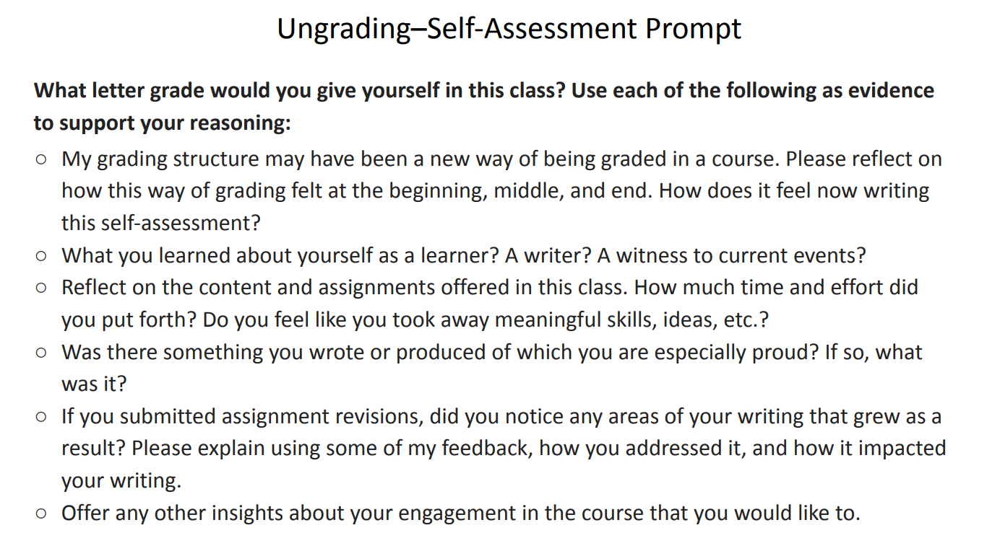 Ungrading–Self-Assessment Prompt
What letter grade would you give yourself in this class? Use each of the following as evidence
to support your reasoning:
○ My grading structure may have been a new way of being graded in a course. Please reflect on
how this way of grading felt at the beginning, middle, and end. How does it feel now writing
this self-assessment?
○ What you learned about yourself as a learner? A writer? A witness to current events?
○ Reflect on the content and assignments offered in this class. How much time and effort did
you put forth? Do you feel like you took away meaningful skills, ideas, etc.?
○ Was there something you wrote or produced of which you are especially proud? If so, what
was it?
○ If you submitted assignment revisions, did you notice any areas of your writing that grew as a
result? Please explain using some of my feedback, how you addressed it, and how it impacted
your writing.
○ Offer any other insights about your engagement in the course that you would like to.